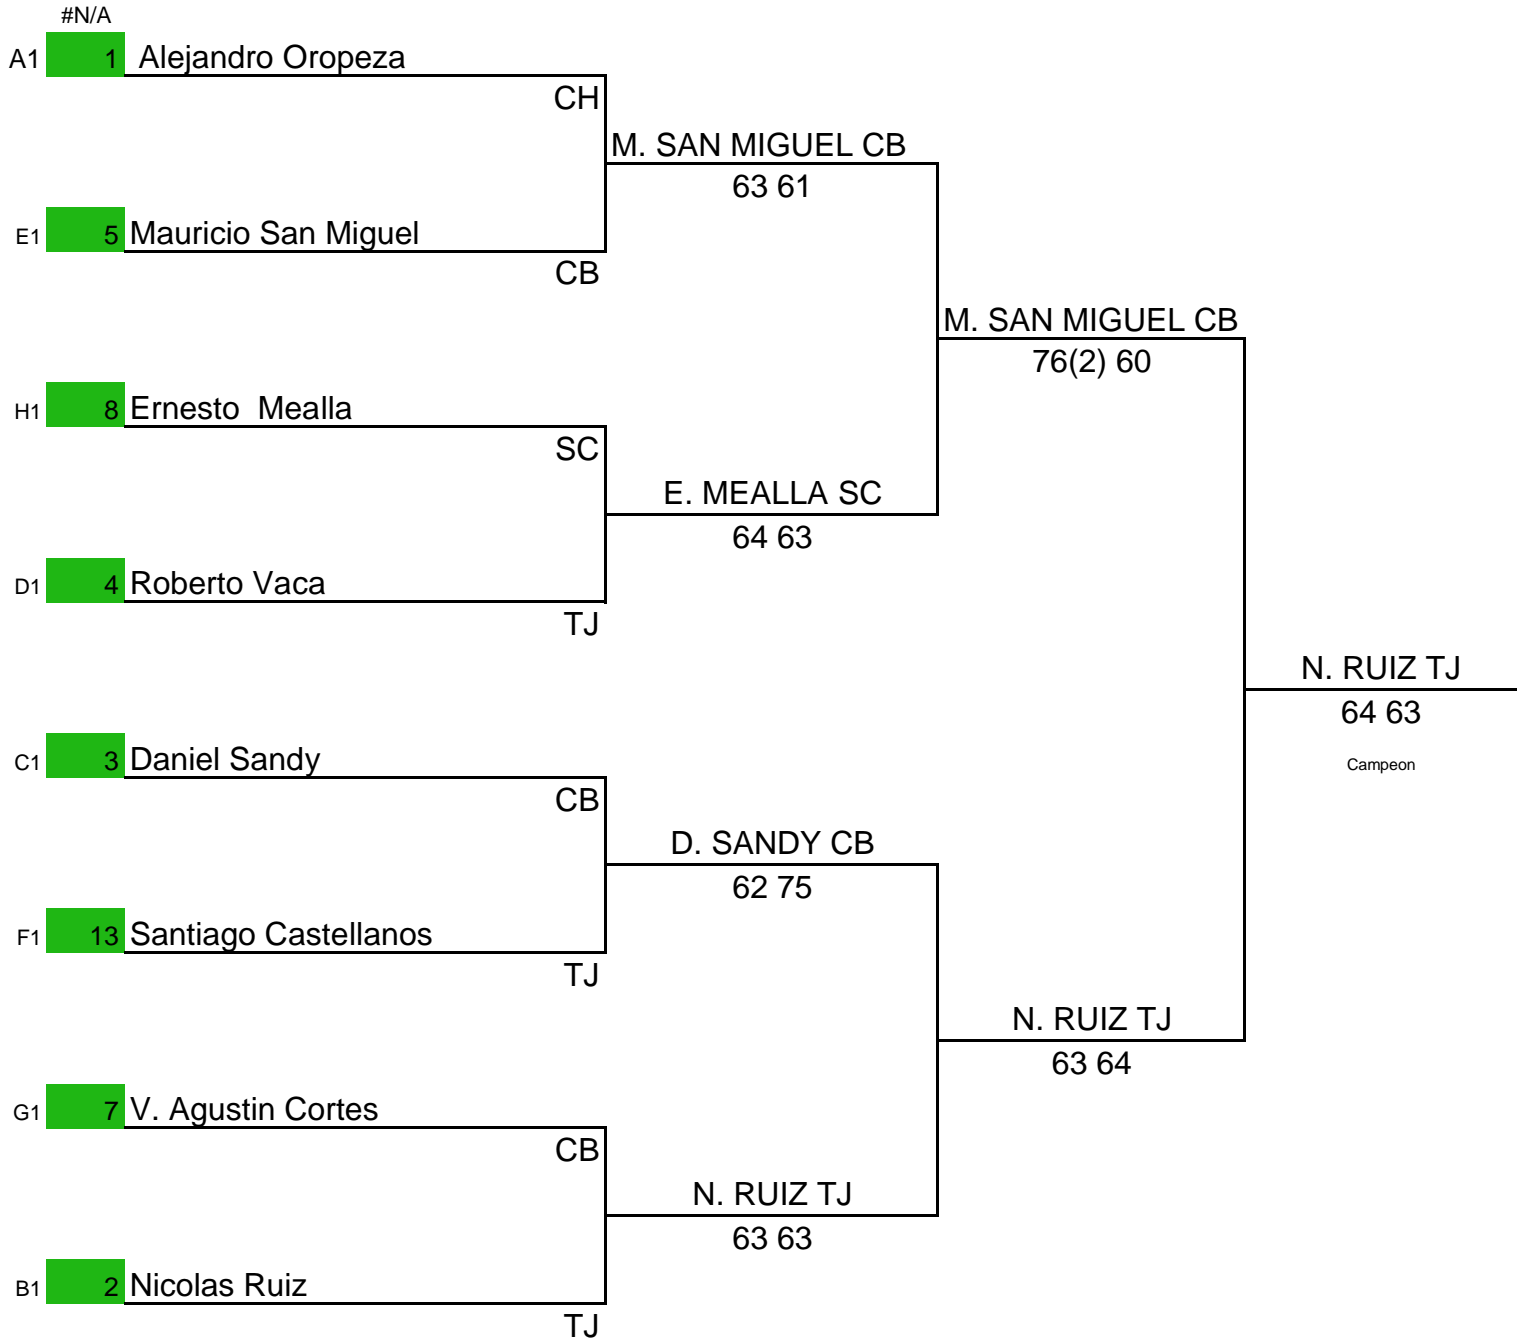 #N/A
A1 1 Alejandro Oropeza
CH
M. SAN MIGUEL CB
63 61
E1 5 Mauricio San Miguel
CB
M. SAN MIGUEL CB
76(2) 60
H1 8 Ernesto  Mealla
SC
E. MEALLA SC
64 63
D1 4 Roberto Vaca
TJ
N. RUIZ TJ
64 63
Campeon
C1 3 Daniel Sandy
CB
D. SANDY CB
62 75
F1 13 Santiago Castellanos
TJ
N. RUIZ TJ
63 64
G1 7 V. Agustin Cortes
CB
N. RUIZ TJ
63 63
B1 2 Nicolas Ruiz
TJ